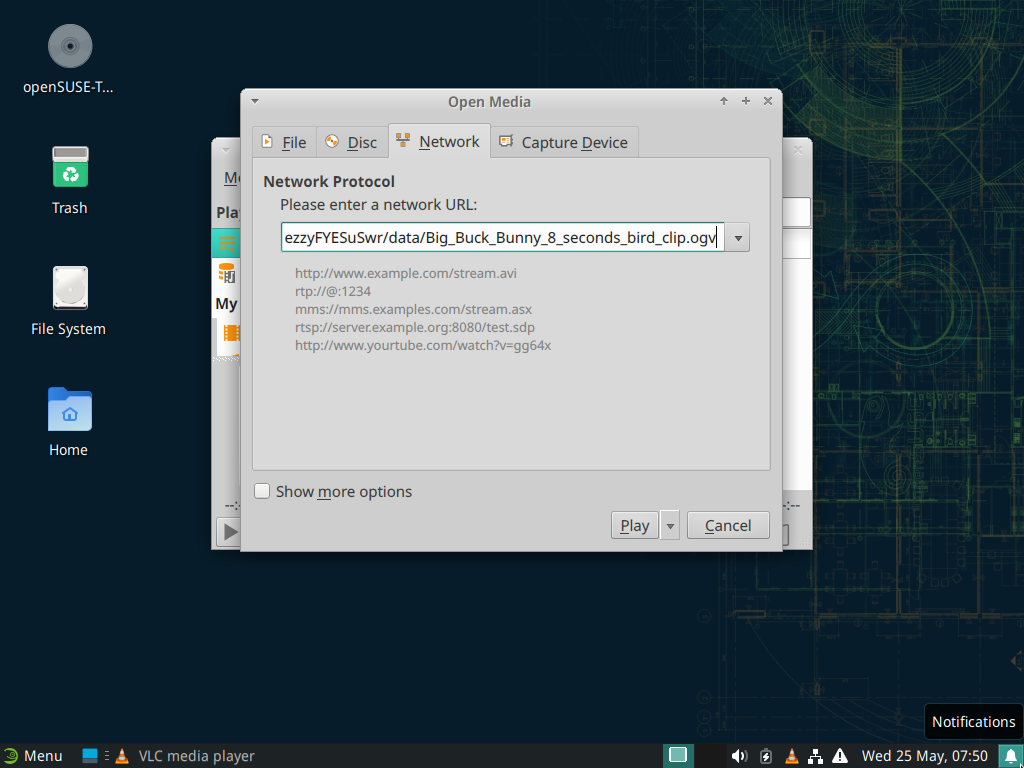 openSUSE-T...
Trash
File System
Home
Open Media
File
Disc
Network
Capture Device
Network Protocol
Please enter a network URL:
ezzyFYESuSwr/data/Big_Buck_Bunny_8_seconds_bird_clip.ogv
http://www.example.com/stream.avi
rtp://@:1234
mms://mms.examples.com/stream.asx
rtsp://server.example.org:8080/test.sdp
http://www.yourtube.com/watch?v=gg64x
Show more options
Play
Cancel
My
Notifications
Menu
VLC media player
Wed 25 May, 07:50